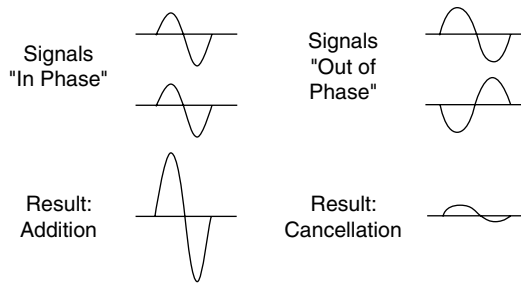 Signals
"In Phase"
Signals
"Out of
Phase"
Result:
Addition
Result:
Cancellation